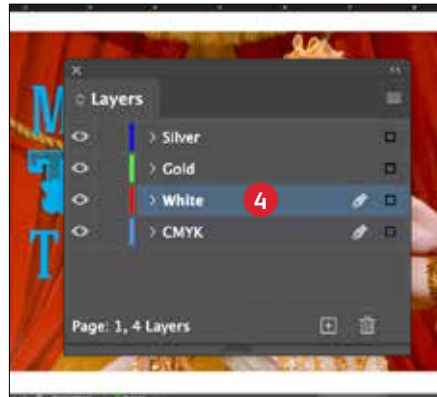 Layers
Silver
Gold
White 4
CMYK
Page: 1, 4 Layers
M
T
T